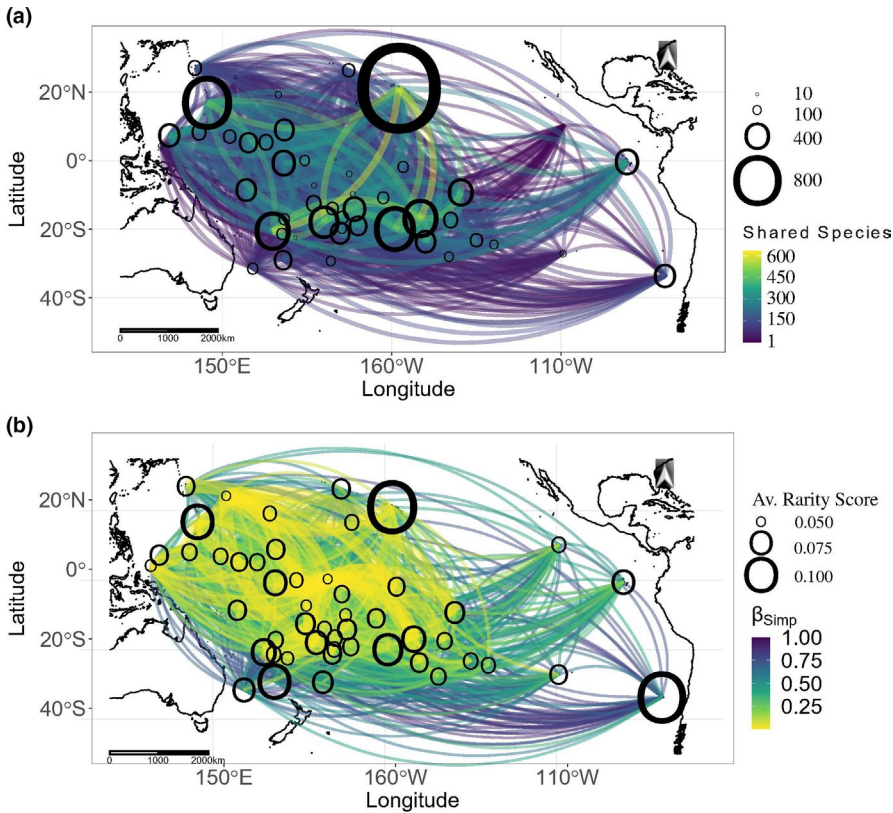 (a)
20°N
0°
20°S
40°S
Latitude
0 1000 2000km
150°E 160°W 110°W
Longitude
10
100
400
800
Shared Species
600
450
300
150
1
(b)
20°N
0°
20°S
40°S
Latitude
0 1000 2000km
150°E 160°W 110°W
Longitude
Av. Rarity Score
0.050
0.075
0.100
βSimp
1.00
0.75
0.50
0.25